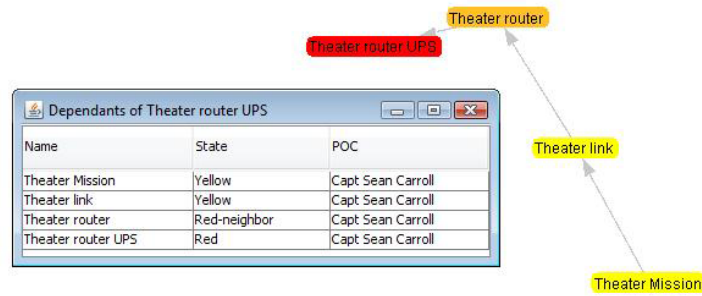 Theater router
Theater router UPS
Dependants of Theater router UPS
Name State POC
Theater Mission Yellow Capt Sean Carroll
Theater link Yellow Capt Sean Carroll
Theater router Red-neighbor Capt Sean Carroll
Theater router UPS Red Capt Sean Carroll
Theater link
Theater Mission